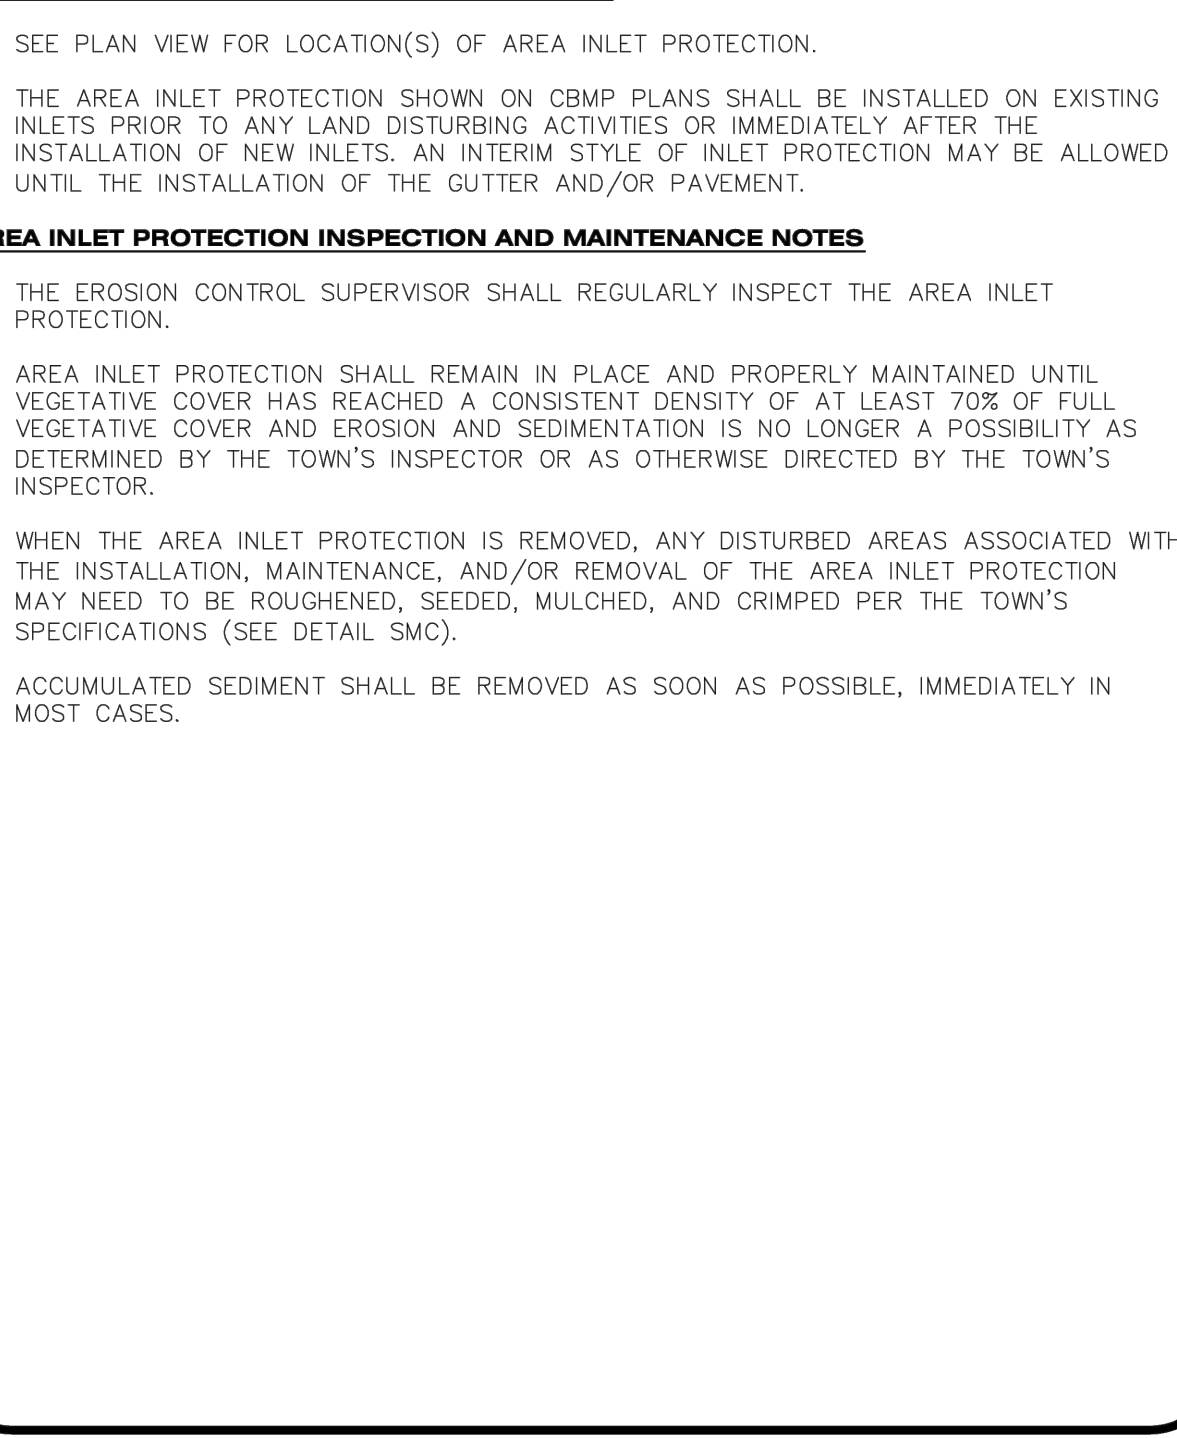 SEE PLAN VIEW FOR LOCATION(S) OF AREA INLET PROTECTION.
THE AREA INLET PROTECTION SHOWN ON CBMP PLANS SHALL BE INSTALLED ON EXISTING
INLETS PRIOR TO ANY LAND DISTURBING ACTIVITIES OR IMMEDIATELY AFTER THE
INSTALLATION OF NEW INLETS. AN INTERIM STYLE OF INLET PROTECTION MAY BE ALLOWED
UNTIL THE INSTALLATION OF THE GUTTER AND/OR PAVEMENT.
REA INLET PROTECTION INSPECTION AND MAINTENANCE NOTES
THE EROSION CONTROL SUPERVISOR SHALL REGULARLY INSPECT THE AREA INLET
PROTECTION.
AREA INLET PROTECTION SHALL REMAIN IN PLACE AND PROPERLY MAINTAINED UNTIL
VEGETATIVE COVER HAS REACHED A CONSISTENT DENSITY OF AT LEAST 70% OF FULL
VEGETATIVE COVER AND EROSION AND SEDIMENTATION IS NO LONGER A POSSIBILITY AS
DETERMINED BY THE TOWN'S INSPECTOR OR AS OTHERWISE DIRECTED BY THE TOWN'S
INSPECTOR.
WHEN THE AREA INLET PROTECTION IS REMOVED, ANY DISTURBED AREAS ASSOCIATED WITH
THE INSTALLATION, MAINTENANCE, AND/OR REMOVAL OF THE AREA INLET PROTECTION
MAY NEED TO BE ROUGHENED, SEEDED, MULCHED, AND CRIMPED PER THE TOWN'S
SPECIFICATIONS (SEE DETAIL SMC).
ACCUMULATED SEDIMENT SHALL BE REMOVED AS SOON AS POSSIBLE, IMMEDIATELY IN
MOST CASES.